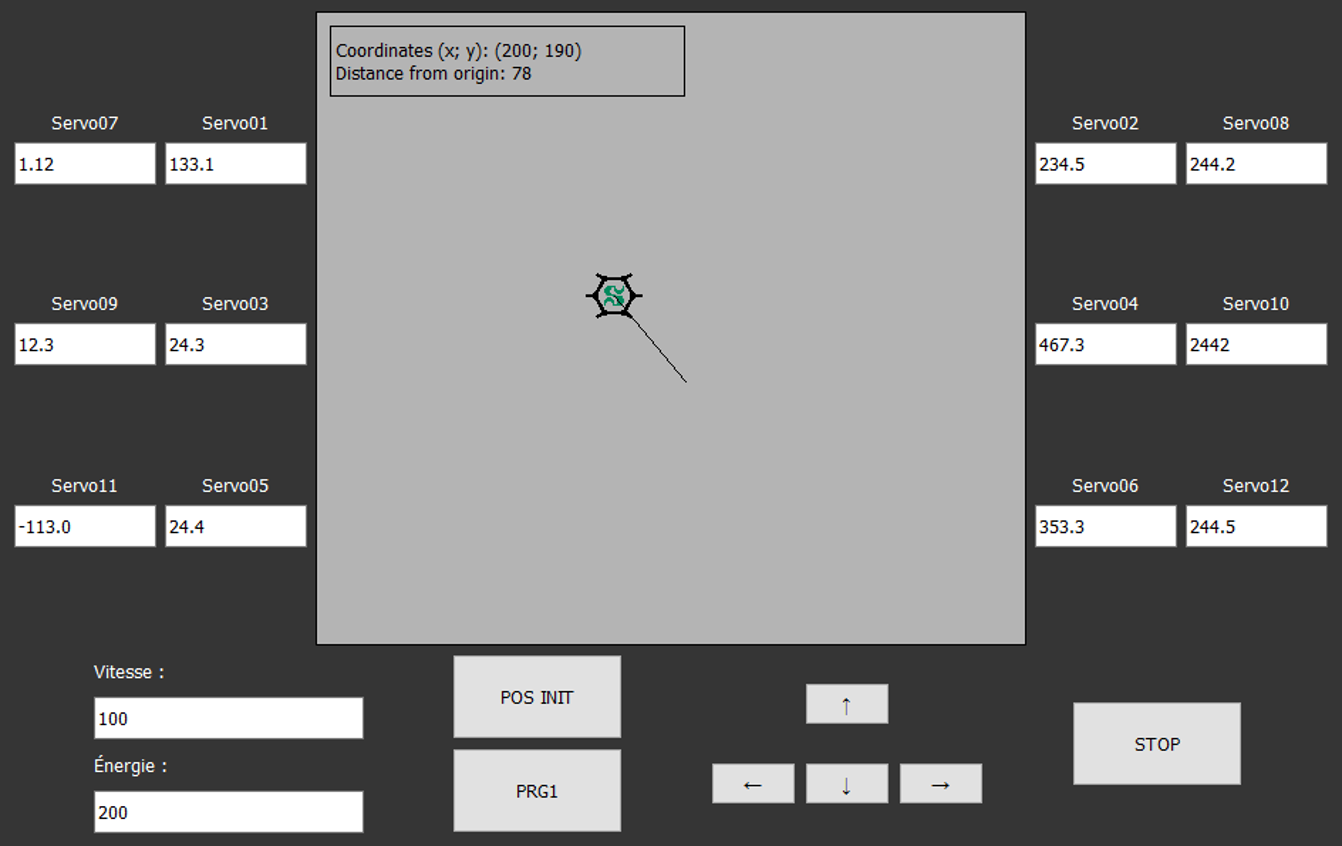 Coordinates (x; y): (200; 190)
Distance from origin: 78
Servo07 Servo01
1.12 133.1
Servo02 Servo08
234.5 244.2
Servo09 Servo03
12.3 24.3
Servo04 Servo10
467.3 2442
Servo11 Servo05
-113.0 24.4
Servo06 Servo12
353.3 244.5
Vitesse :
100
Énergie :
200
POS INIT
PRG1
↑
← ↓ →
STOP